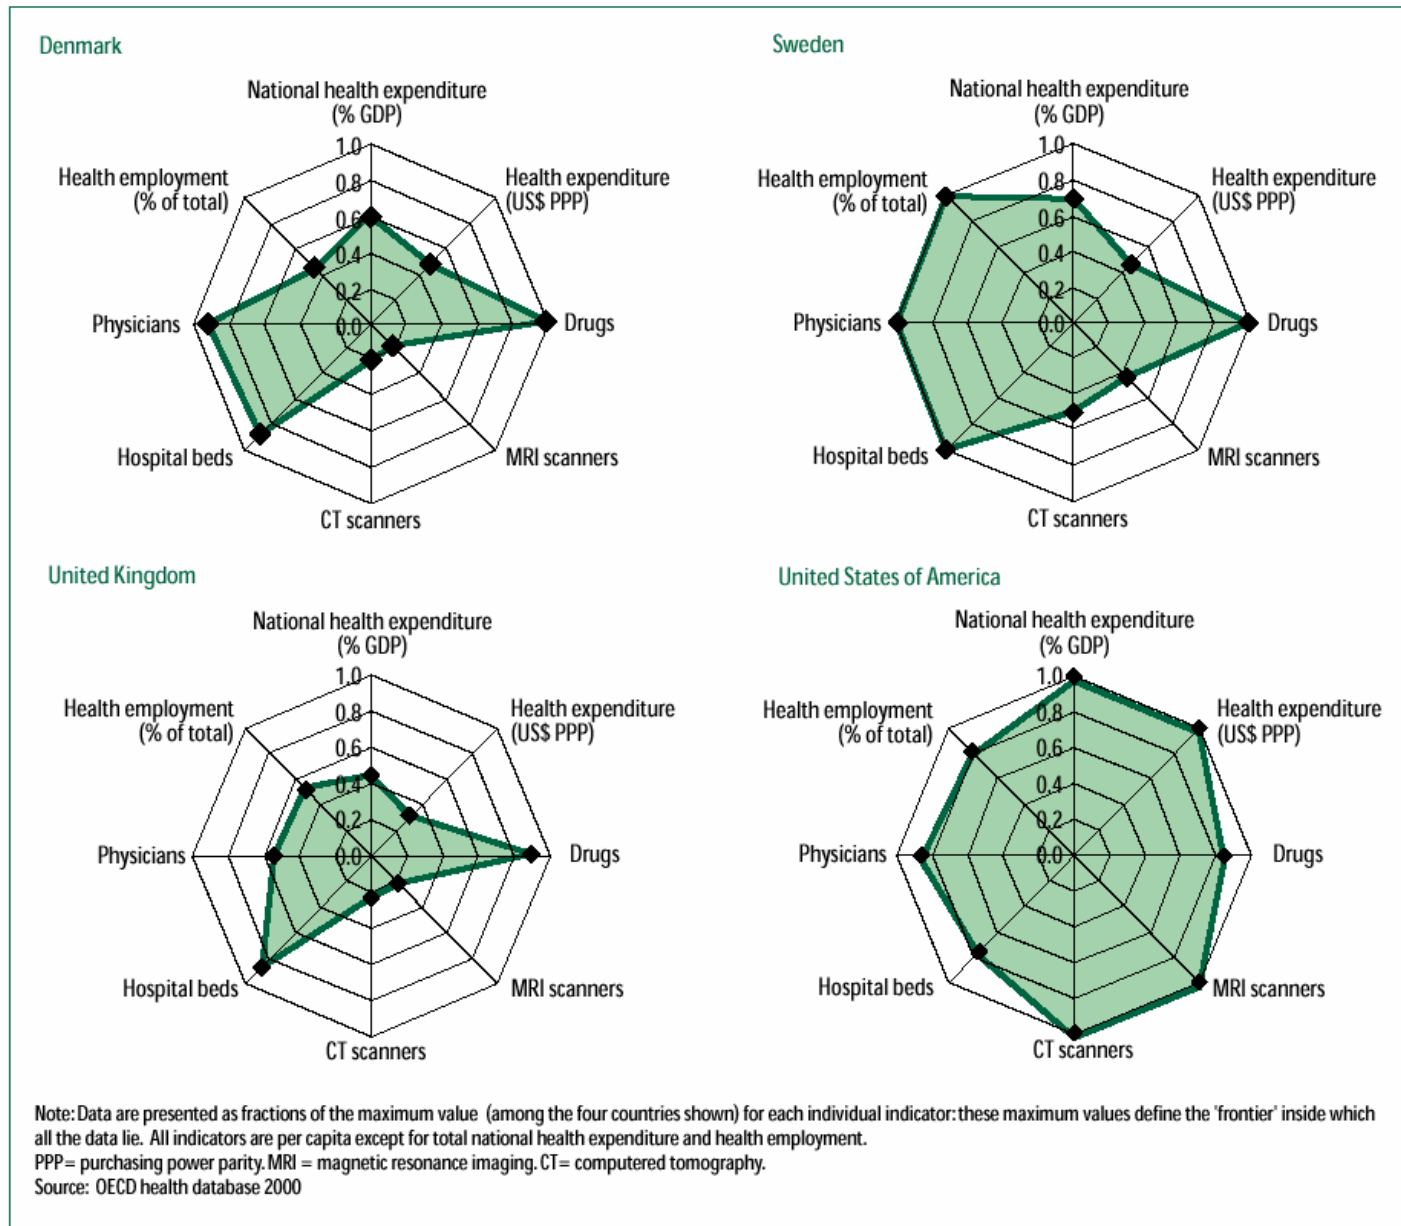 Denmark
National health expenditure
(% GDP)
Health employment
(% of total)
Health expenditure
(US$ PPP)
1.0
0.8
0.6
0.4
0.2
0.0
Physicians
Drugs
Hospital beds
MRI scanners
CT scanners
Sweden
National health expenditure
(% GDP)
Health employment
(% of total)
Health expenditure
(US$ PPP)
1.0
0.8
0.6
0.4
0.2
0.0
Physicians
Drugs
Hospital beds
MRI scanners
CT scanners
United Kingdom
National health expenditure
(% GDP)
Health employment
(% of total)
Health expenditure
(US$ PPP)
1.0
0.8
0.6
0.4
0.2
0.0
Physicians
Drugs
Hospital beds
MRI scanners
CT scanners
United States of America
National health expenditure
(% GDP)
Health employment
(% of total)
Health expenditure
(US$ PPP)
1.0
0.8
0.6
0.4
0.2
0.0
Physicians
Drugs
Hospital beds
MRI scanners
CT scanners
Note: Data are presented as fractions of the maximum value (among the four countries shown) for each individual indicator: these maximum values define the 'frontier' inside which
all the data lie. All indicators are per capita except for total national health expenditure and health employment.
PPP= purchasing power parity. MRI = magnetic resonance imaging. CT= computered tomography.
Source: OECD health database 2000